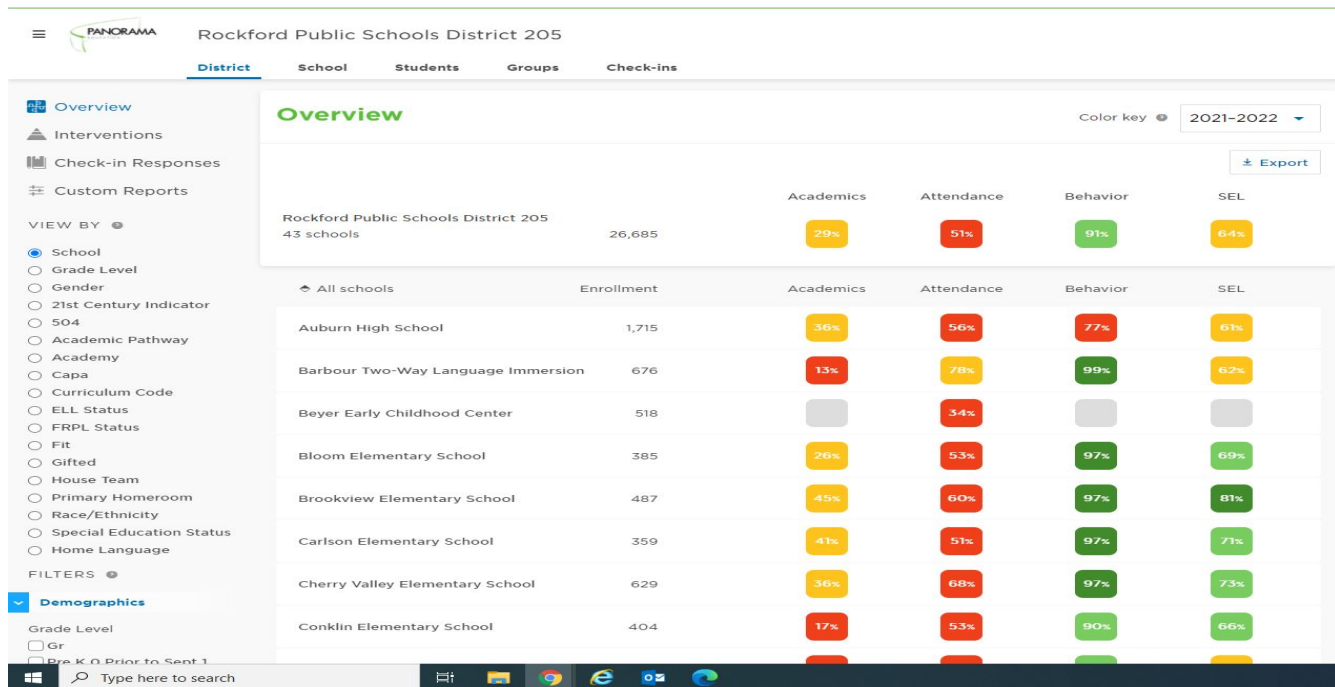 PANORAMA
Rockford Public Schools District 205
District School Students Groups Check-ins
Overview
Interventions
Check-in Responses
Custom Reports
VIEW BY
School
Grade Level
Gender
21st Century Indicator
504
Academic Pathway
Academy
Capa
Curriculum Code
ELL Status
FRPL Status
Fit
Gifted
House Team
Primary Homeroom
Race/Ethnicity
Special Education Status
Home Language
FILTERS
Demographics
Grade Level
Gr
Pre K 0 Prior to Sept 1
Overview
Color key 2021-2022
Export
Academics Attendance Behavior SEL
Rockford Public Schools District 205
43 schools 26,685 29% 51% 91% 64%
All schools Enrollment Academics Attendance Behavior SEL
Auburn High School 1,715 36% 56% 77% 61%
Barbour Two-Way Language Immersion 676 13% 78% 99% 62%
Beyer Early Childhood Center 518 34%
Bloom Elementary School 385 26% 53% 97% 69%
Brookview Elementary School 487 45% 60% 97% 81%
Carlson Elementary School 359 41% 51% 97% 71%
Cherry Valley Elementary School 629 36% 68% 97% 73%
Conklin Elementary School 404 17% 53% 90% 66%
Type here to search